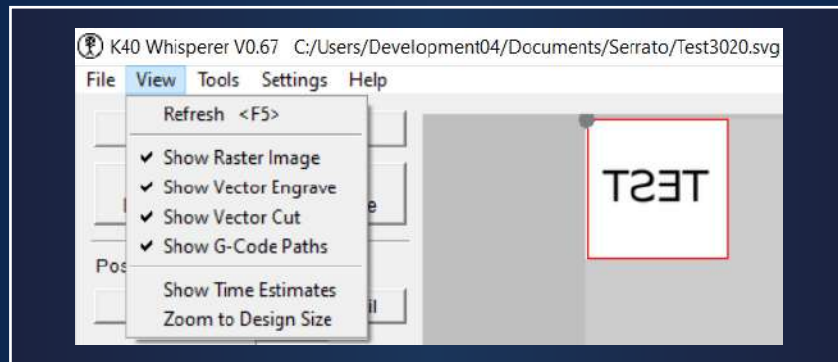 K40 Whisperer V0.67 C:/Users/Development04/Documents/Serrato/Test3020.svg
File View Tools Settings Help
Refresh <F5>
Show Raster Image
Show Vector Engrave
Show Vector Cut
Show G-Code Paths
Pos
Show Time Estimates
Zoom to Design Size
TEST